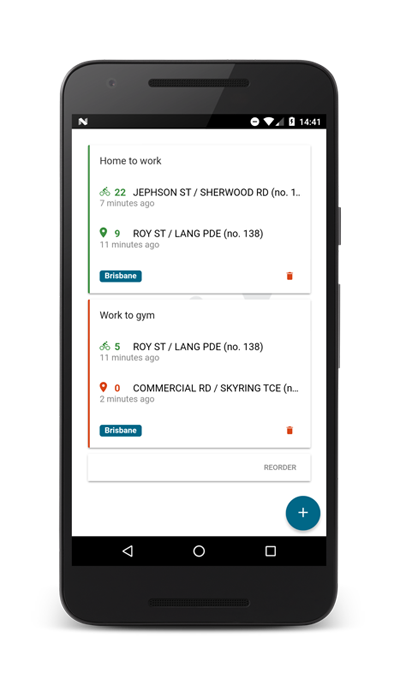 14:41
Home to work
22 JEPHSON ST / SHERWOOD RD (no. 1..
7 minutes ago
9 ROY ST / LANG PDE (no. 138)
11 minutes ago
Brisbane
Work to gym
5 ROY ST / LANG PDE (no. 138)
11 minutes ago
0 COMMERCIAL RD / SKYRING TCE (n...
2 minutes ago
Brisbane
REORDER
+